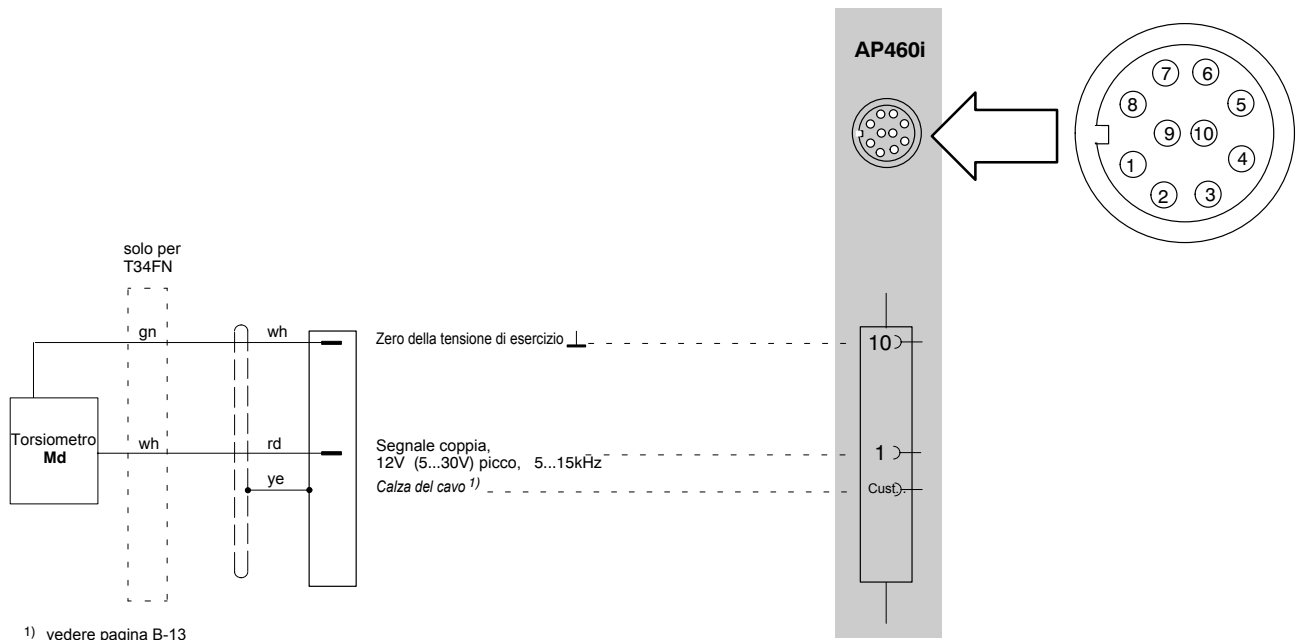 AP460i
7 6
8 5
9 10
1 4
2 3
solo per
T34FN
gn wh Zero della tensione di esercizio 10
Torsiometro
Md
wh rd Segnale coppia,
12V (5...30V) picco, 5...15kHz 1
ye Calza del cavo 1) Cust.
1) vedere pagina B-13